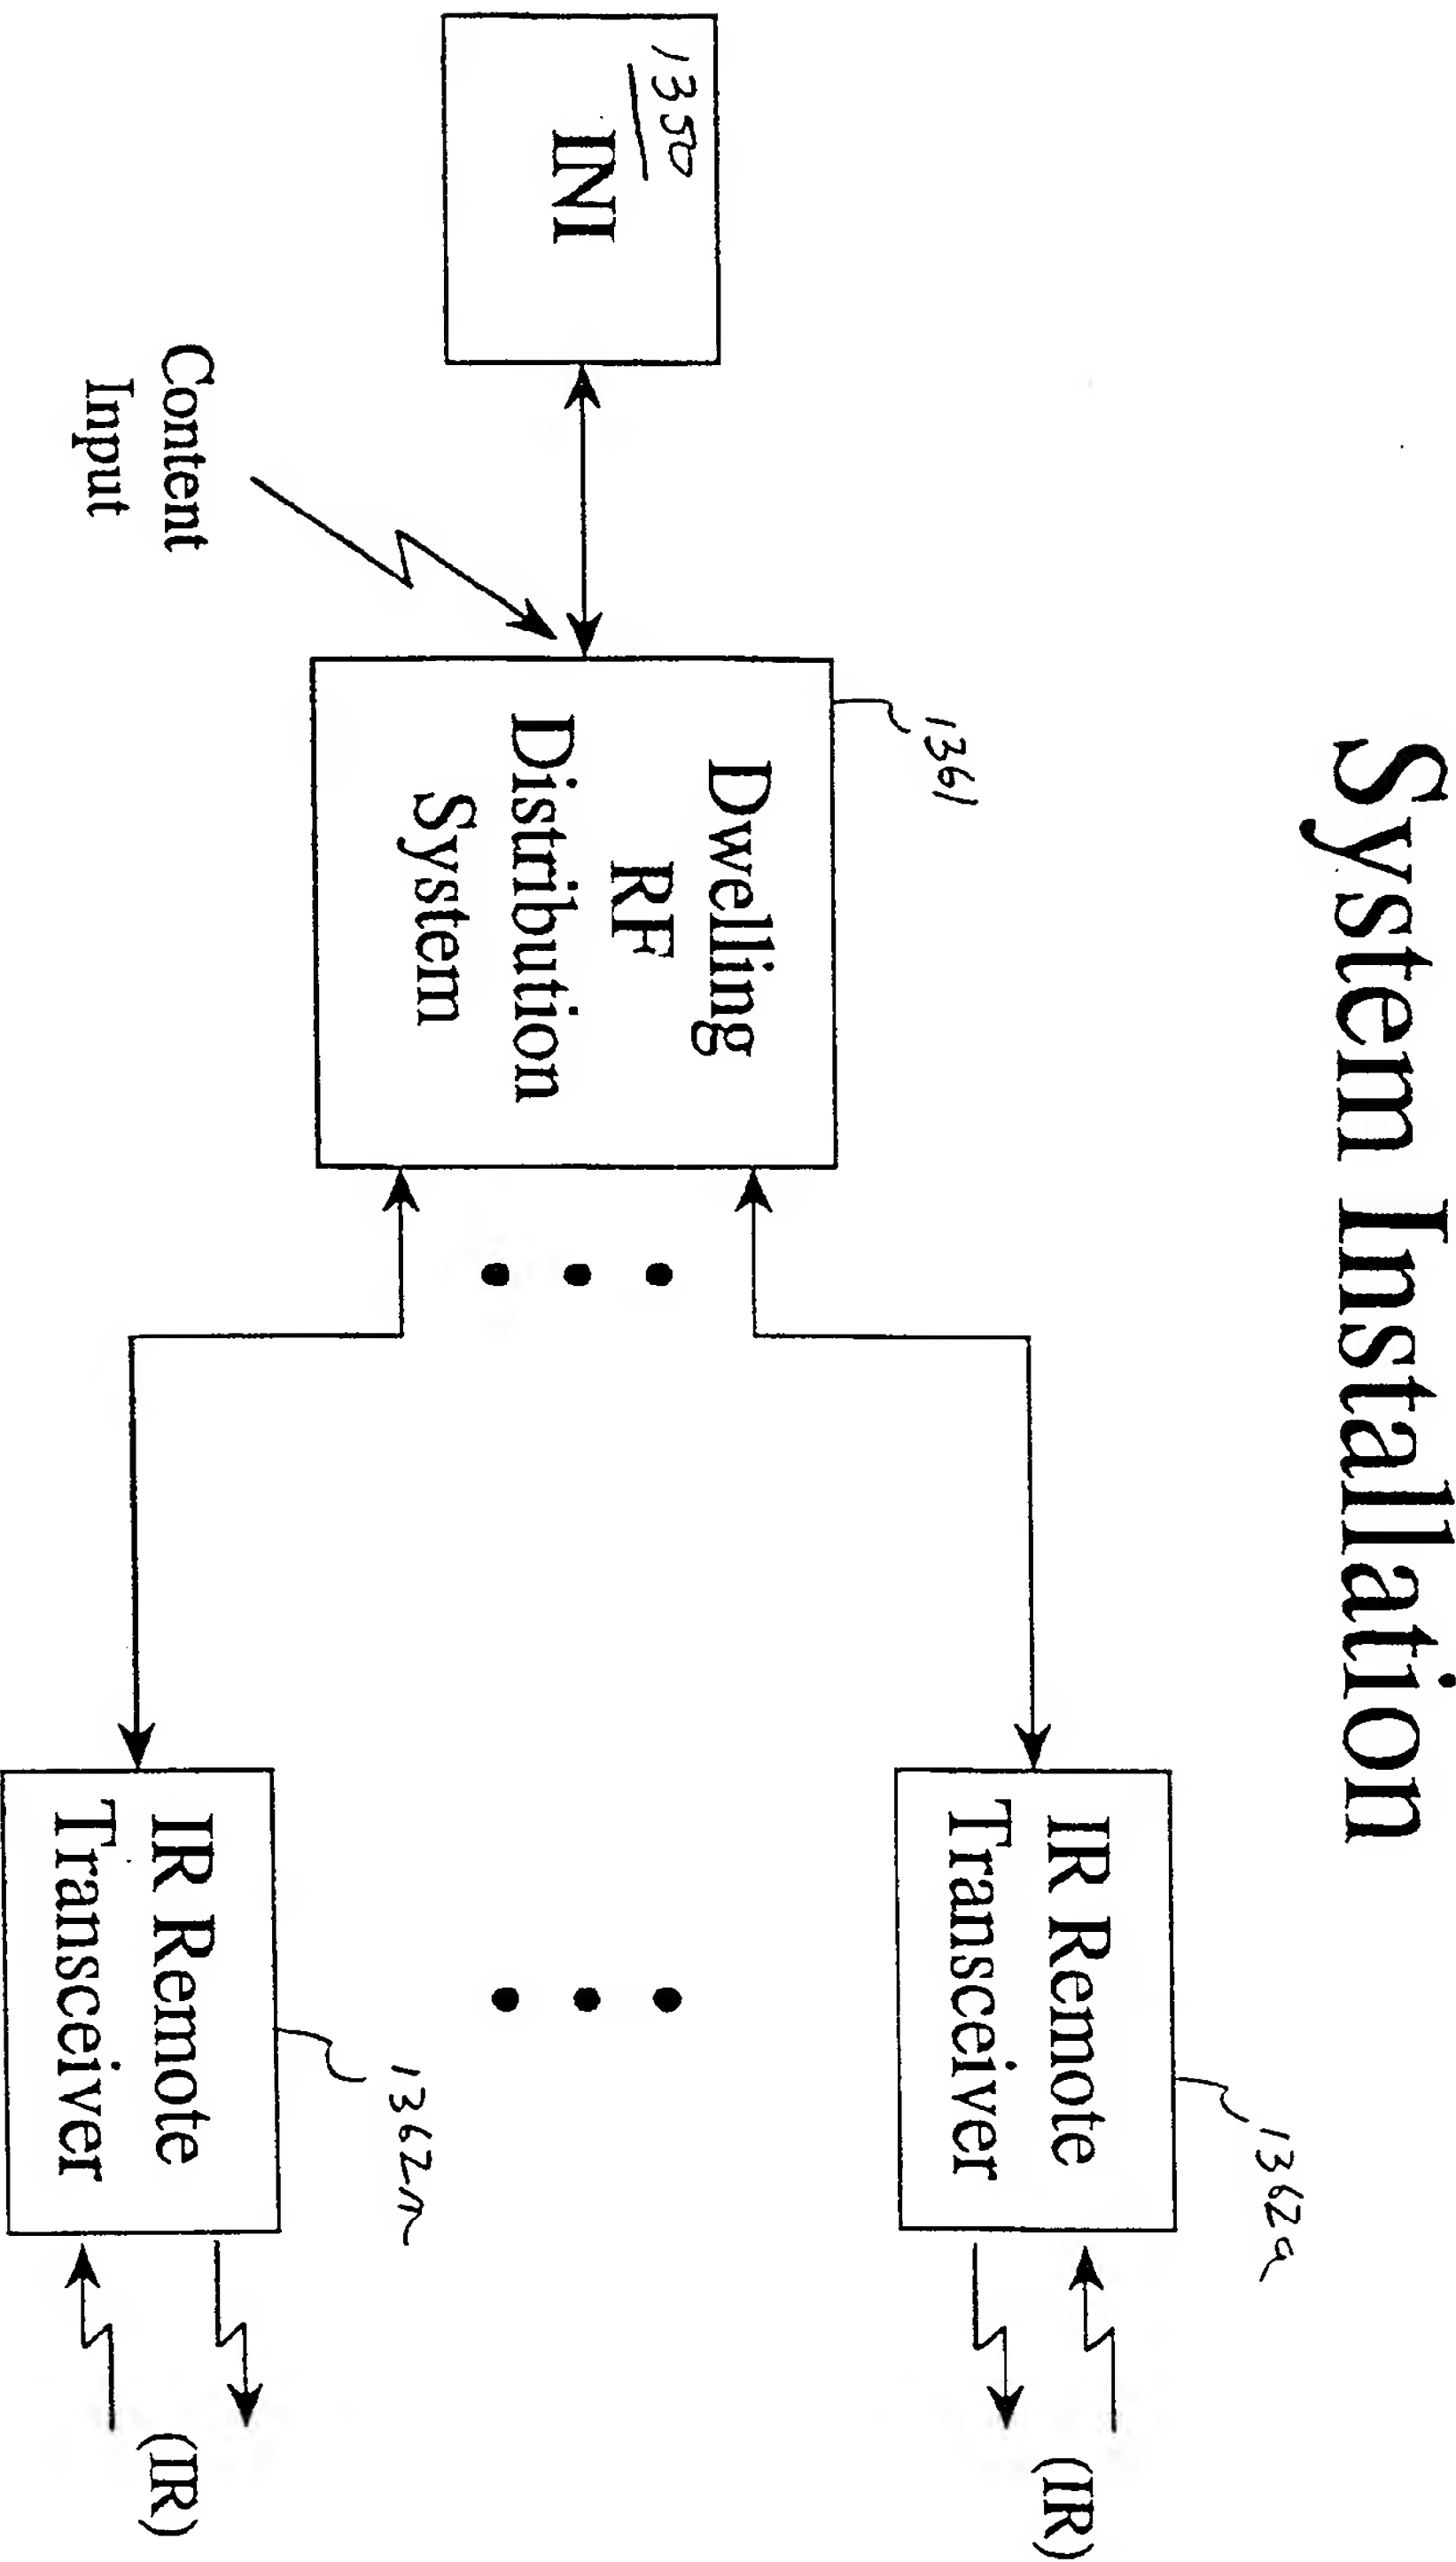 System Installation
1350
INI
Content
Input
1361
Dwelling
RF
Distribution
System
1362a
IR Remote
Transceiver
(IR)
1362n
IR Remote
Transceiver
(IR)